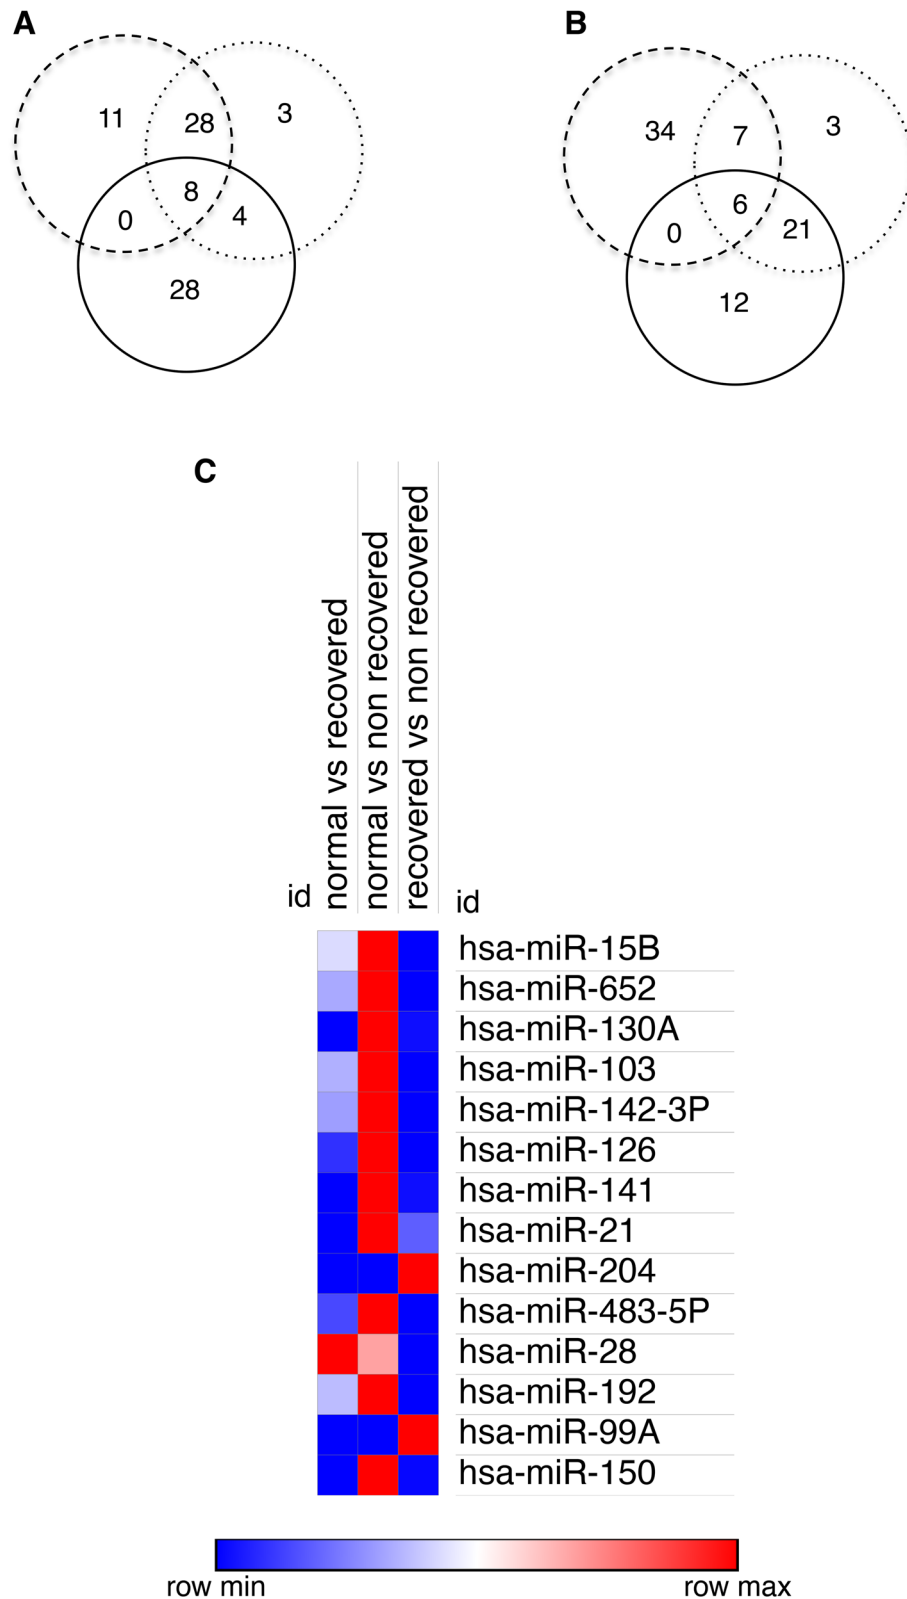 A
B
11
28
3
8
0
4
28
34
7
3
6
0
21
12
C
id
normal vs recovered
normal vs non recovered
recovered vs non recovered
id
hsa-miR-15B
hsa-miR-652
hsa-miR-130A
hsa-miR-103
hsa-miR-142-3P
hsa-miR-126
hsa-miR-141
hsa-miR-21
hsa-miR-204
hsa-miR-483-5P
hsa-miR-28
hsa-miR-192
hsa-miR-99A
hsa-miR-150
row min
row max